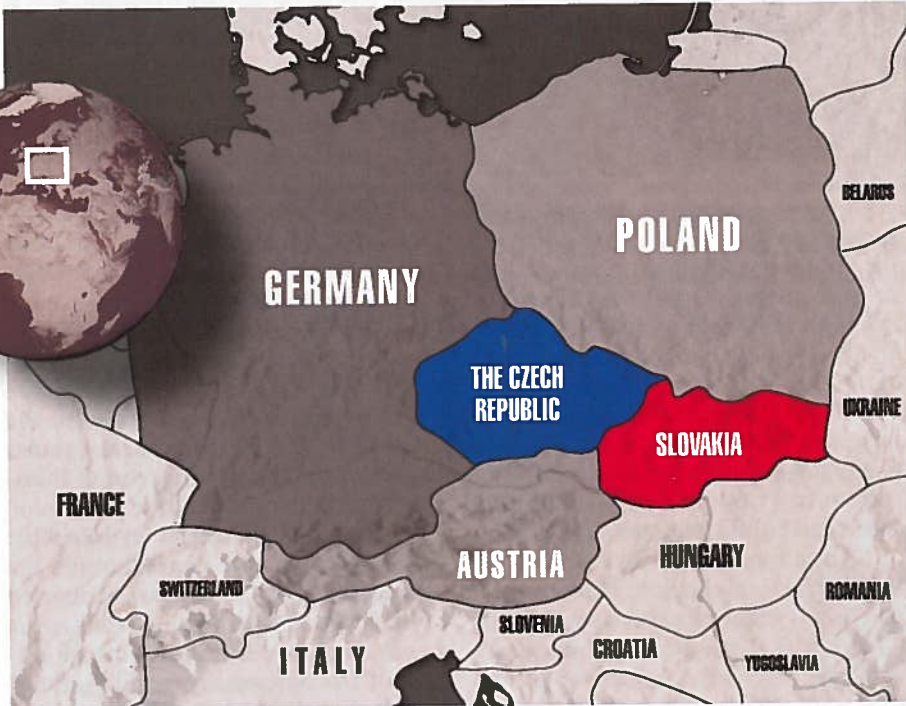 BELARUS
POLAND
GERMANY
THE CZECH
REPUBLIC
UKRAINE
SLOVAKIA
FRANCE
HUNGARY
AUSTRIA
SWITZERLAND
ROMANIA
SLOVENIA
CROATIA
ITALY
YUGOSLAVIA